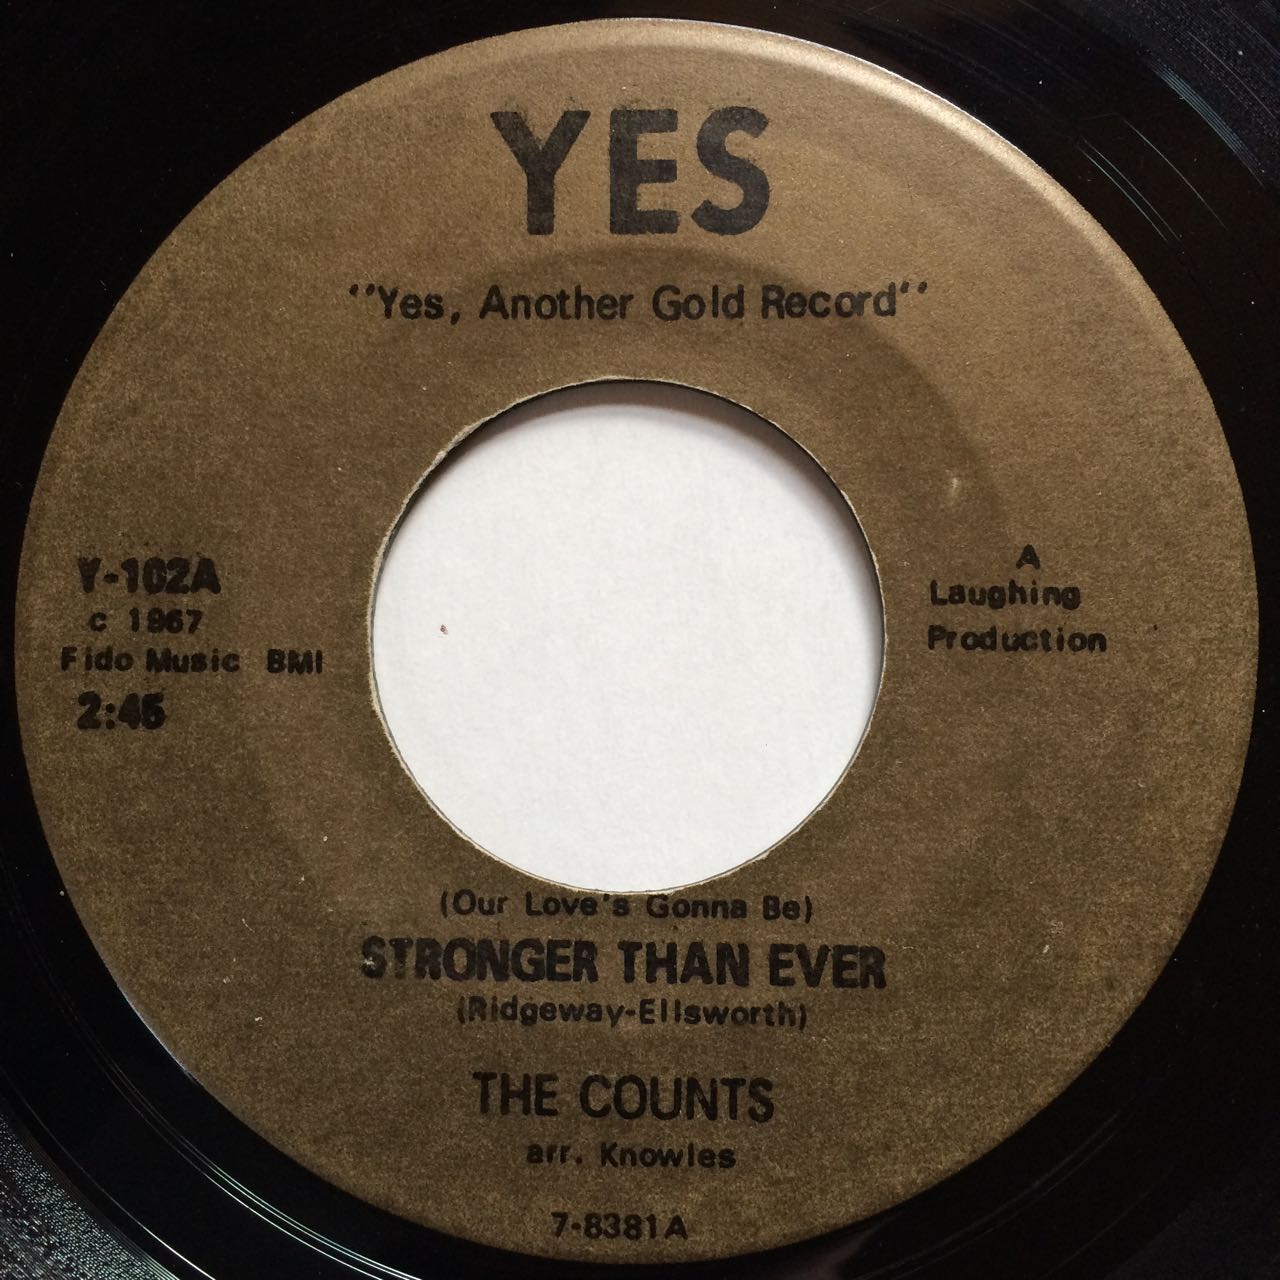 YES
"Yes, Another Gold Record"
Y-102A
c 1967
Fido Music BMI
2:45
A
Laughing
Production
(Our Love's Gonna Be)
STRONGER THAN EVER
(Ridgeway-Ellsworth)
THE COUNTS
arr. Knowles
7-8381A